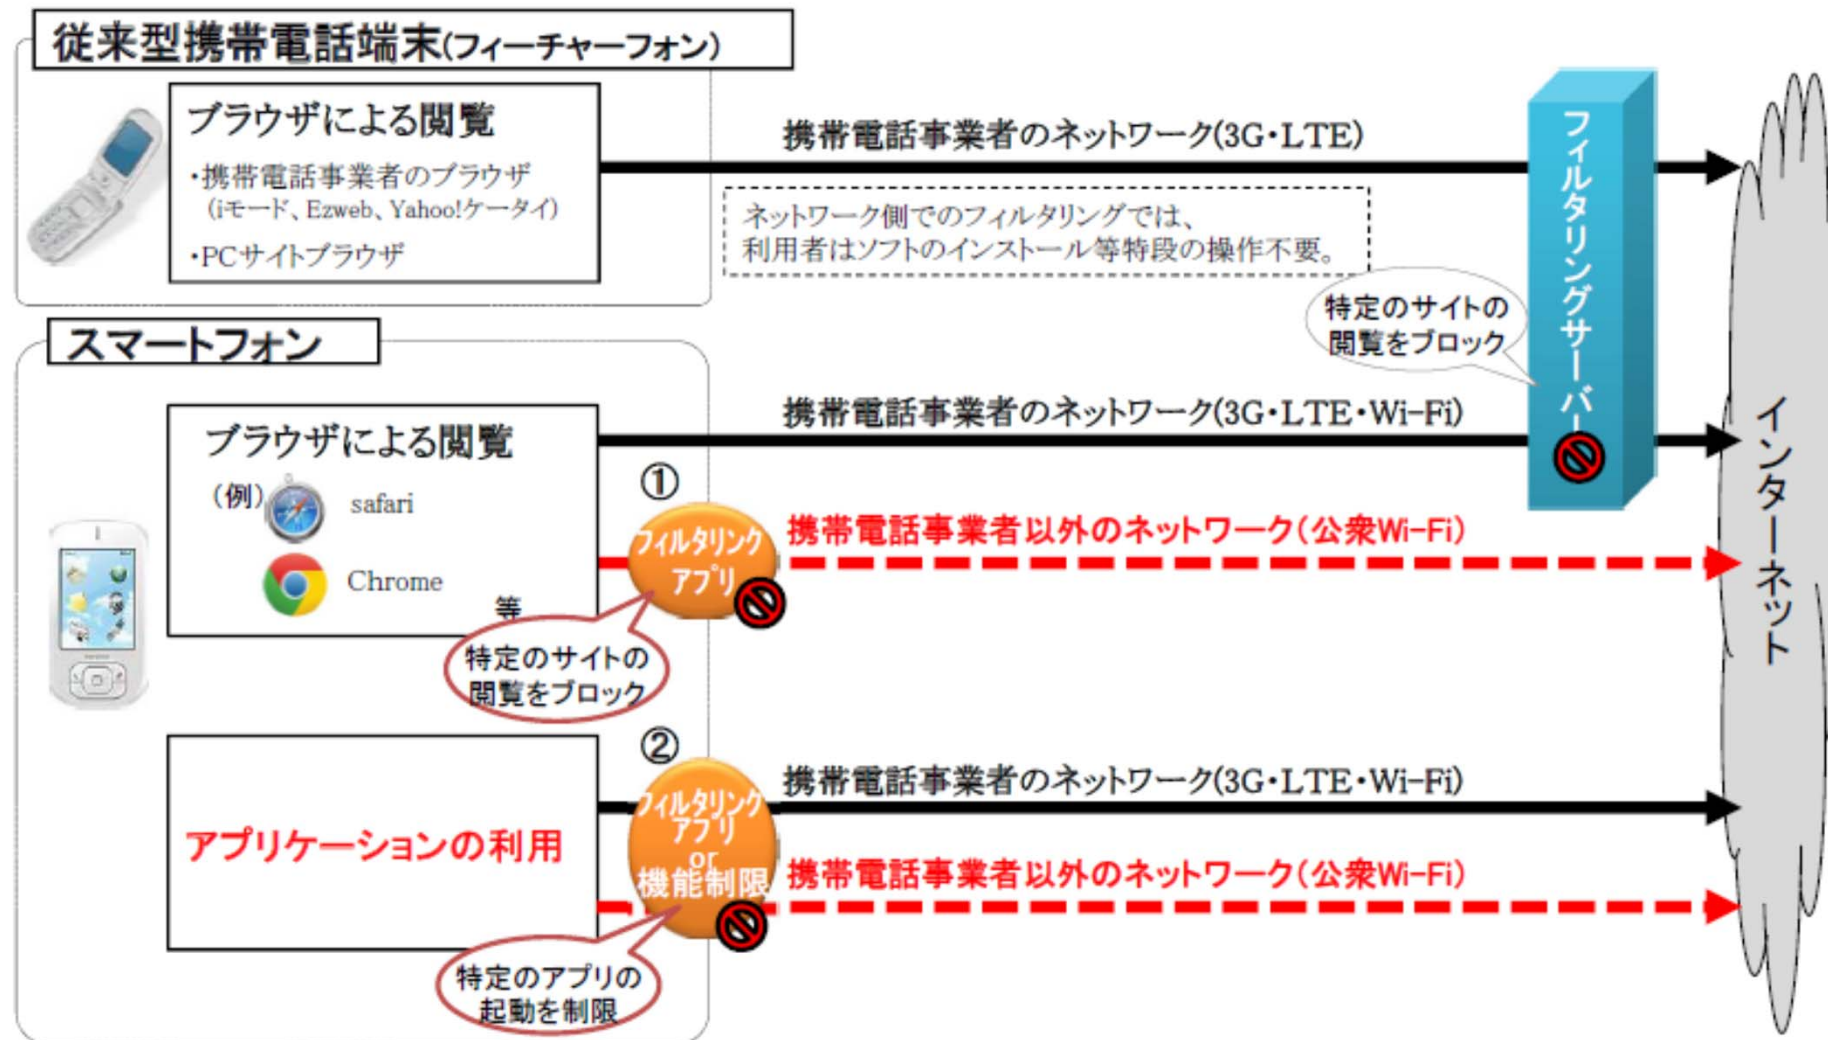 従来型携帯電話端末(フィーチャーフォン)
ブラウザによる閲覧
・携帯電話事業者のブラウザ
(iモード、Ezweb、Yahoo!ケータイ)
・PCサイトブラウザ
携帯電話事業者のネットワーク(3G・LTE)
ネットワーク側でのフィルタリングでは、
利用者はソフトのインストール等特段の操作不要。
特定のサイトの
閲覧をブロック
フィルタリングサーバー
インターネット
スマートフォン
ブラウザによる閲覧
(例)
safari
Chrome
等
携帯電話事業者のネットワーク(3G・LTE・Wi-Fi)
①
フィルタリング
アプリ
携帯電話事業者以外のネットワーク(公衆Wi-Fi)
特定のサイトの
閲覧をブロック
アプリケーションの利用
②
フィルタリング
アプリ
or
機能制限
携帯電話事業者のネットワーク(3G・LTE・Wi-Fi)
携帯電話事業者以外のネットワーク(公衆Wi-Fi)
特定のアプリの
起動を制限